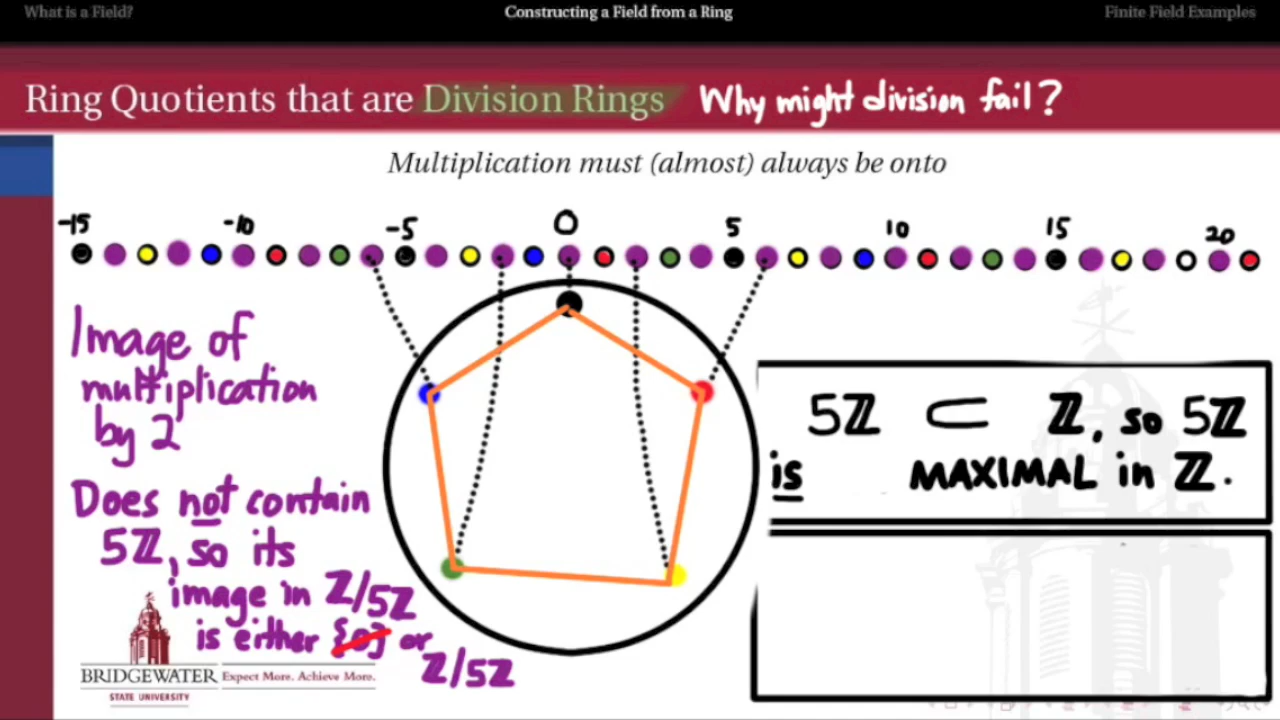 What is a Field?
Constructing a Field from a Ring
Finite Field Examples
Ring Quotients that are Division Rings Why might division fail?
Multiplication must (almost) always be onto
-15 -10 -5 0 5 10 15 20
Image of
multiplication
by 2
Does not contain
5ℤ, so its
image in ℤ/5ℤ
is either {0} or
ℤ/5ℤ
5ℤ ⊂ ℤ, so 5ℤ
is MAXIMAL in ℤ.
BRIDGEWATER
STATE UNIVERSITY
Expect More. Achieve More.